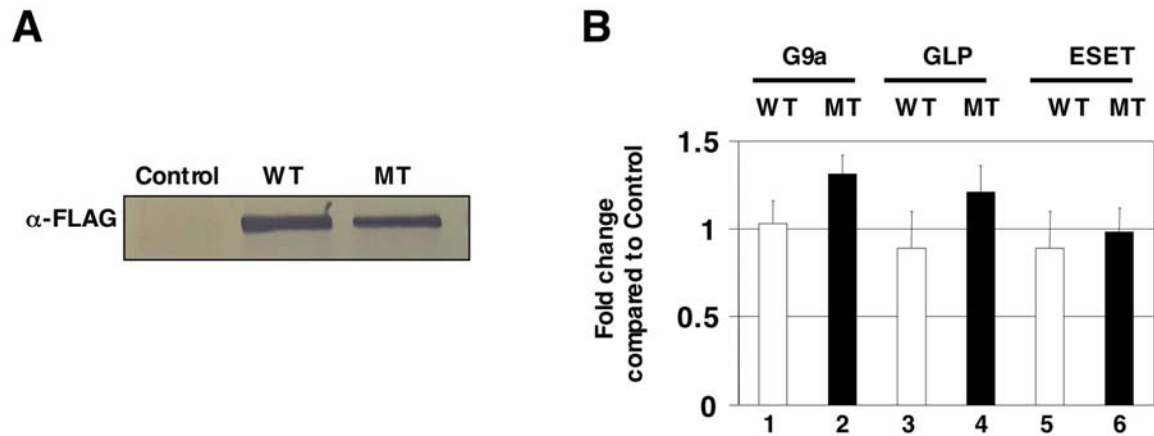 A
Control WT MT
α-FLAG
B
G9a GLP ESET
WT MT WT MT WT MT
Fold change
compared to Control
1.5
1
0.5
0
1 2 3 4 5 6